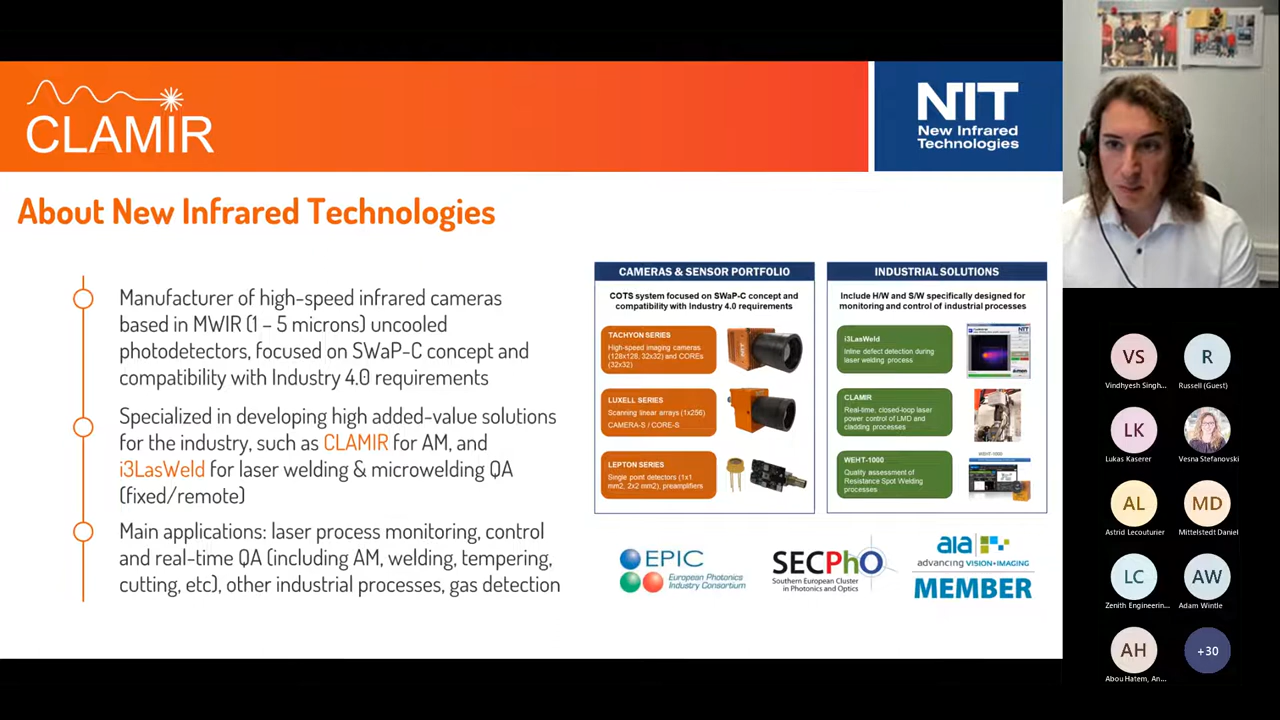 CLAMIR
NIT
New Infrared
Technologies
About New Infrared Technologies
Manufacturer of high-speed infrared cameras
based in MWIR (1 – 5 microns) uncooled
photodetectors, focused on SWaP-C concept and
compatibility with Industry 4.0 requirements
Specialized in developing high added-value solutions
for the industry, such as CLAMIR for AM, and
i3LasWeld for laser welding & microwelding QA
(fixed/remote)
Main applications: laser process monitoring, control
and real-time QA (including AM, welding, tempering,
cutting, etc), other industrial processes, gas detection
CAMERAS & SENSOR PORTFOLIO
COTS system focused on SWaP-C concept and
compatibility with Industry 4.0 requirements
TACHYON SERIES
High-speed imaging cameras
(128x128, 32x32) and COREs
(32x32)
NIT
LUXELL SERIES
Scanning linear arrays (1x256)
CAMERA-S / CORE-S
LEPTON SERIES
Single point detectors (1x1
mm2, 2x2 mm2), preamplifiers
INDUSTRIAL SOLUTIONS
Include H/W and S/W specifically designed for
monitoring and control of industrial processes
i3LasWeld
Inline defect detection during
laser welding process
CLAMIR
Real-time, closed-loop laser
power control of LMD and
cladding processes
WEHT-1000
Quality assessment of
Resistance Spot Welding
processes
WEHT-1000
EPIC
European Photonics
Industry Consortium
SECPhO
Southern European Cluster
in Photonics and Optics
aia
advancing VISION+IMAGING
MEMBER
VS
Vindhyesh Singh...
R
Russell (Guest)
LK
Lukas Kaserer
Vesna Stefanovski
AL
Astrid Lecouturier
MD
Mittelstedt Daniel
LC
Zenith Engineerin...
AW
Adam Wintle
AH
Abou Hatem, An...
+30